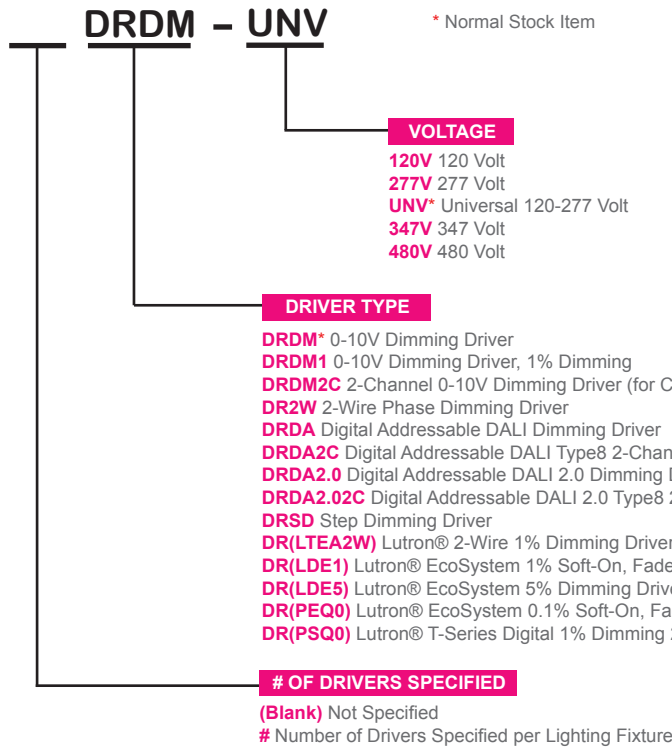 DRDM – UNV
* Normal Stock Item
VOLTAGE
120V 120 Volt
277V 277 Volt
UNV* Universal 120-277 Volt
347V 347 Volt
480V 480 Volt
DRIVER TYPE
DRDM* 0-10V Dimming Driver
DRDM1 0-10V Dimming Driver, 1% Dimming
DRDM2C 2-Channel 0-10V Dimming Driver (for
DR2W 2-Wire Phase Dimming Driver
DRDA Digital Addressable DALI Dimming Driver
DRDA2C Digital Addressable DALI Type8
DRDA2.0 Digital Addressable DALI 2.0 Dimming
DRDA2.02C Digital Addressable DALI 2.0 Type8
DRSD Step Dimming Driver
DR(LTEA2W) Lutron® 2-Wire 1% Dimming Driver
DR(LDE1) Lutron® EcoSystem 1% Soft-On,
DR(LDE5) Lutron® EcoSystem 5% Dimming
DR(PEQ0) Lutron® EcoSystem 0.1% Soft-On,
DR(PSQ0) Lutron® T-Series Digital 1% Dimming
# OF DRIVERS SPECIFIED
(Blank) Not Specified
# Number of Drivers Specified per Lighting Fixture